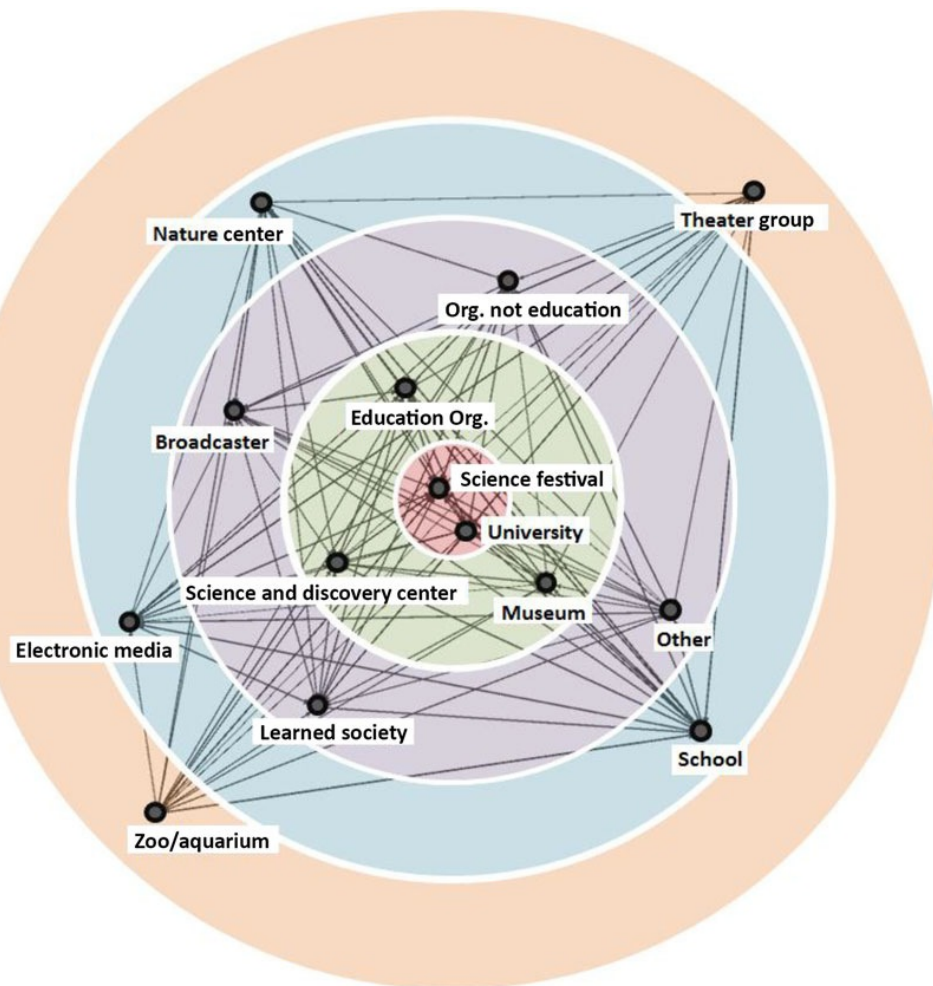 Theater group
Nature center
Org. not education
Education Org.
Broadcaster
Science festival
University
Science and discovery center
Museum
Other
Electronic media
Learned society
School
Zoo/aquarium